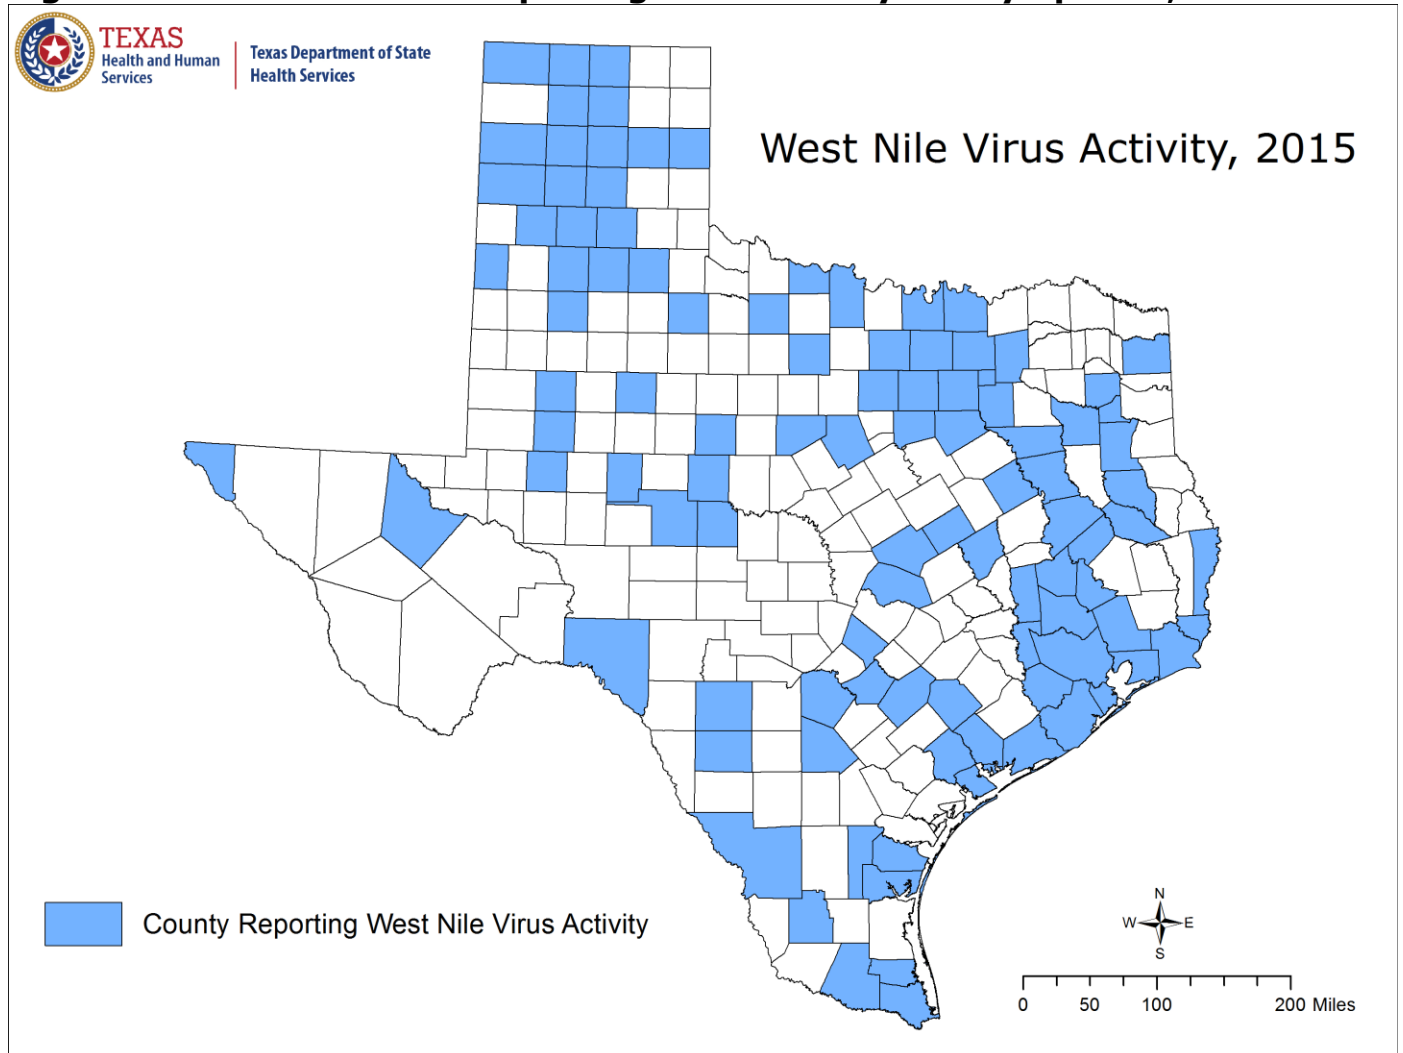 TEXAS
Health and Human
Services
Texas Department of State
Health Services
West Nile Virus Activity, 2015
County Reporting West Nile Virus Activity
N
W E
S
0 50 100 200 Miles